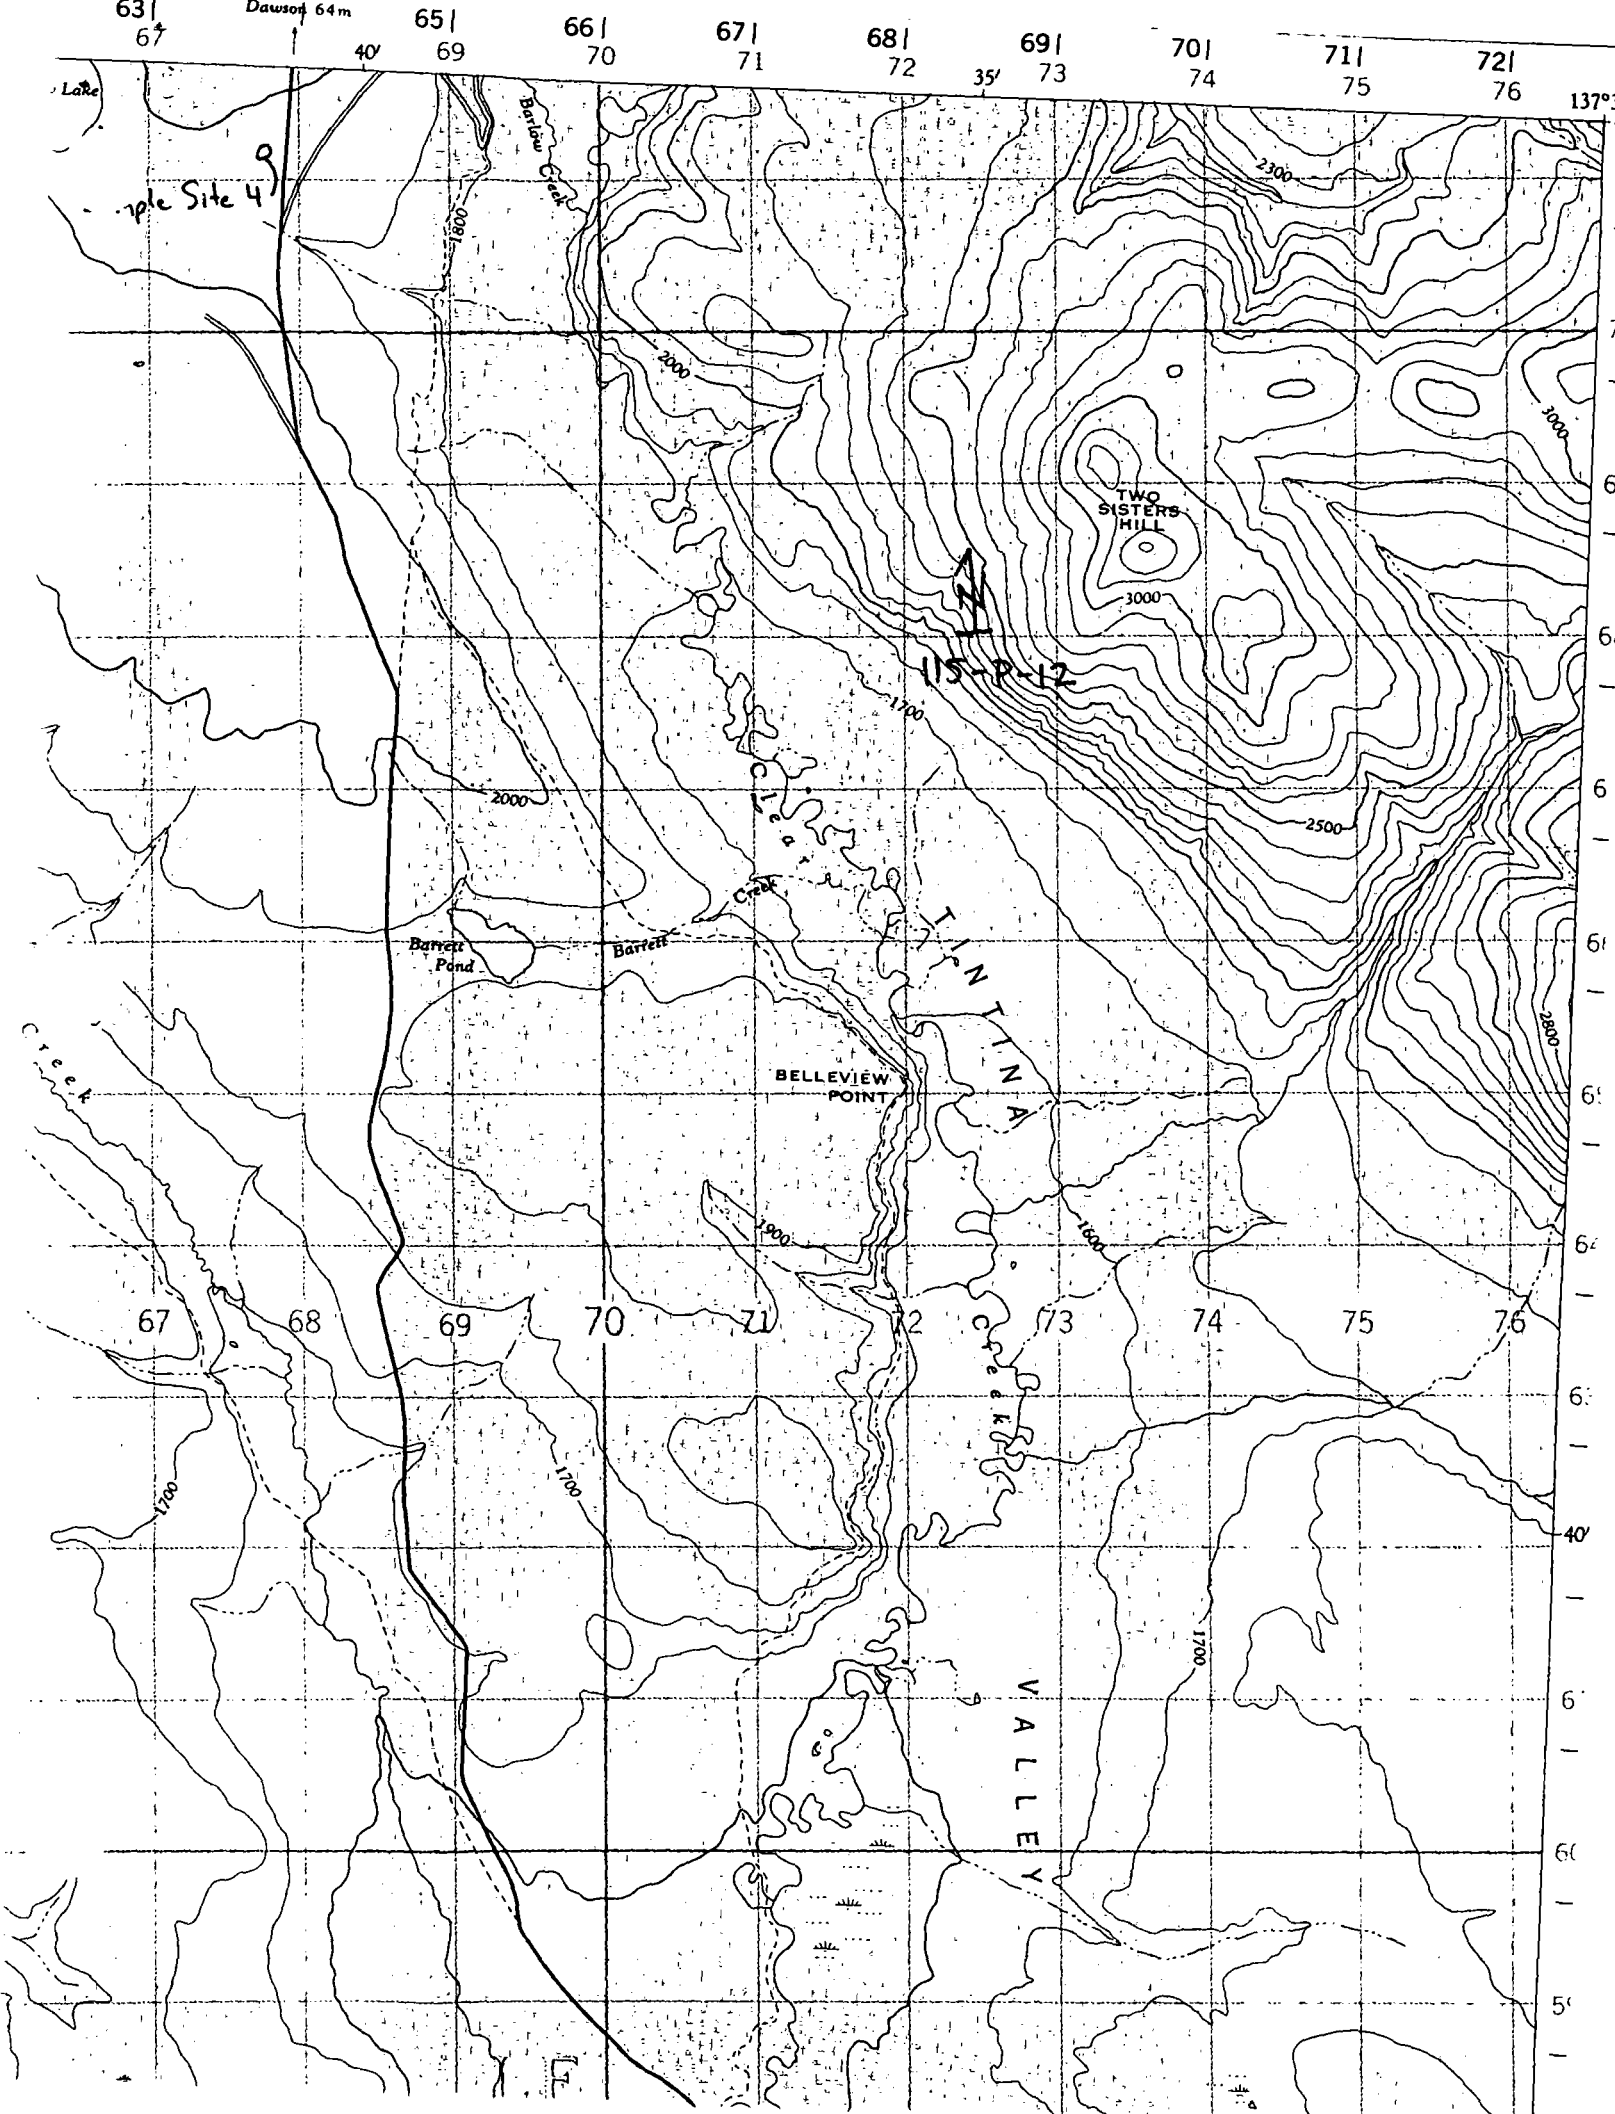 Dawson 64m
63| 65| 66| 67| 68| 69| 70| 71| 72|
67 40' 69 70 71 72 35' 73 74 75 76
Lake
Barlow Creek
2300
Site 4
1800
2000
3000
TWO
SISTERS
HILL
3000
115-P-12
1700
2000
2500
Clear
Creek
Barrett
Pond
Barrett
TINTINA
2800
Creek
BELLEVIEW
POINT
1900
1600
67 68 69 70 71 72 73 74 75 76
Creek
1700
1700
40'
1700
VALLEY